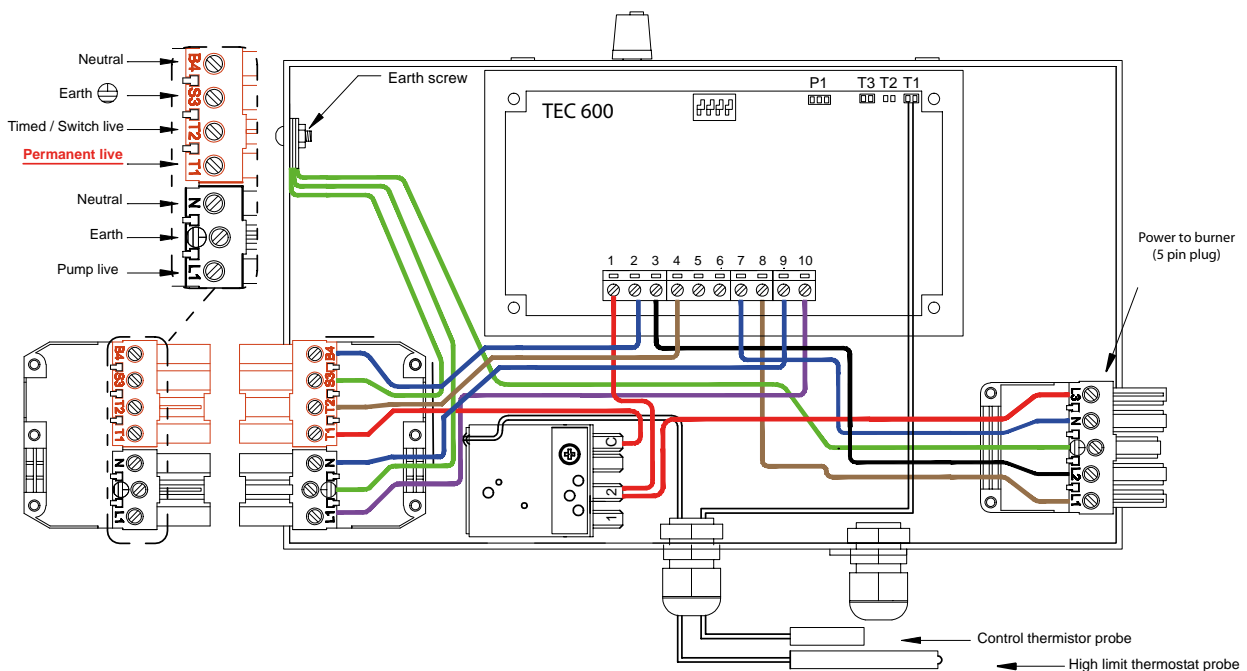 Neutral
Earth
Timed / Switch live
Permanent live
Neutral
Earth
Pump live
B4
S3
T2
T1
N
L1
Earth screw
TEC 600
P1
T3 T2 T1
1 2 3 4 5 6 7 8 9 10
Power to burner
(5 pin plug)
B4
S3
T2
T1
N
L1
B4
S3
T2
T1
N
L1
C
2
1
L3
N
L2
L1
Control thermistor probe
High limit thermostat probe